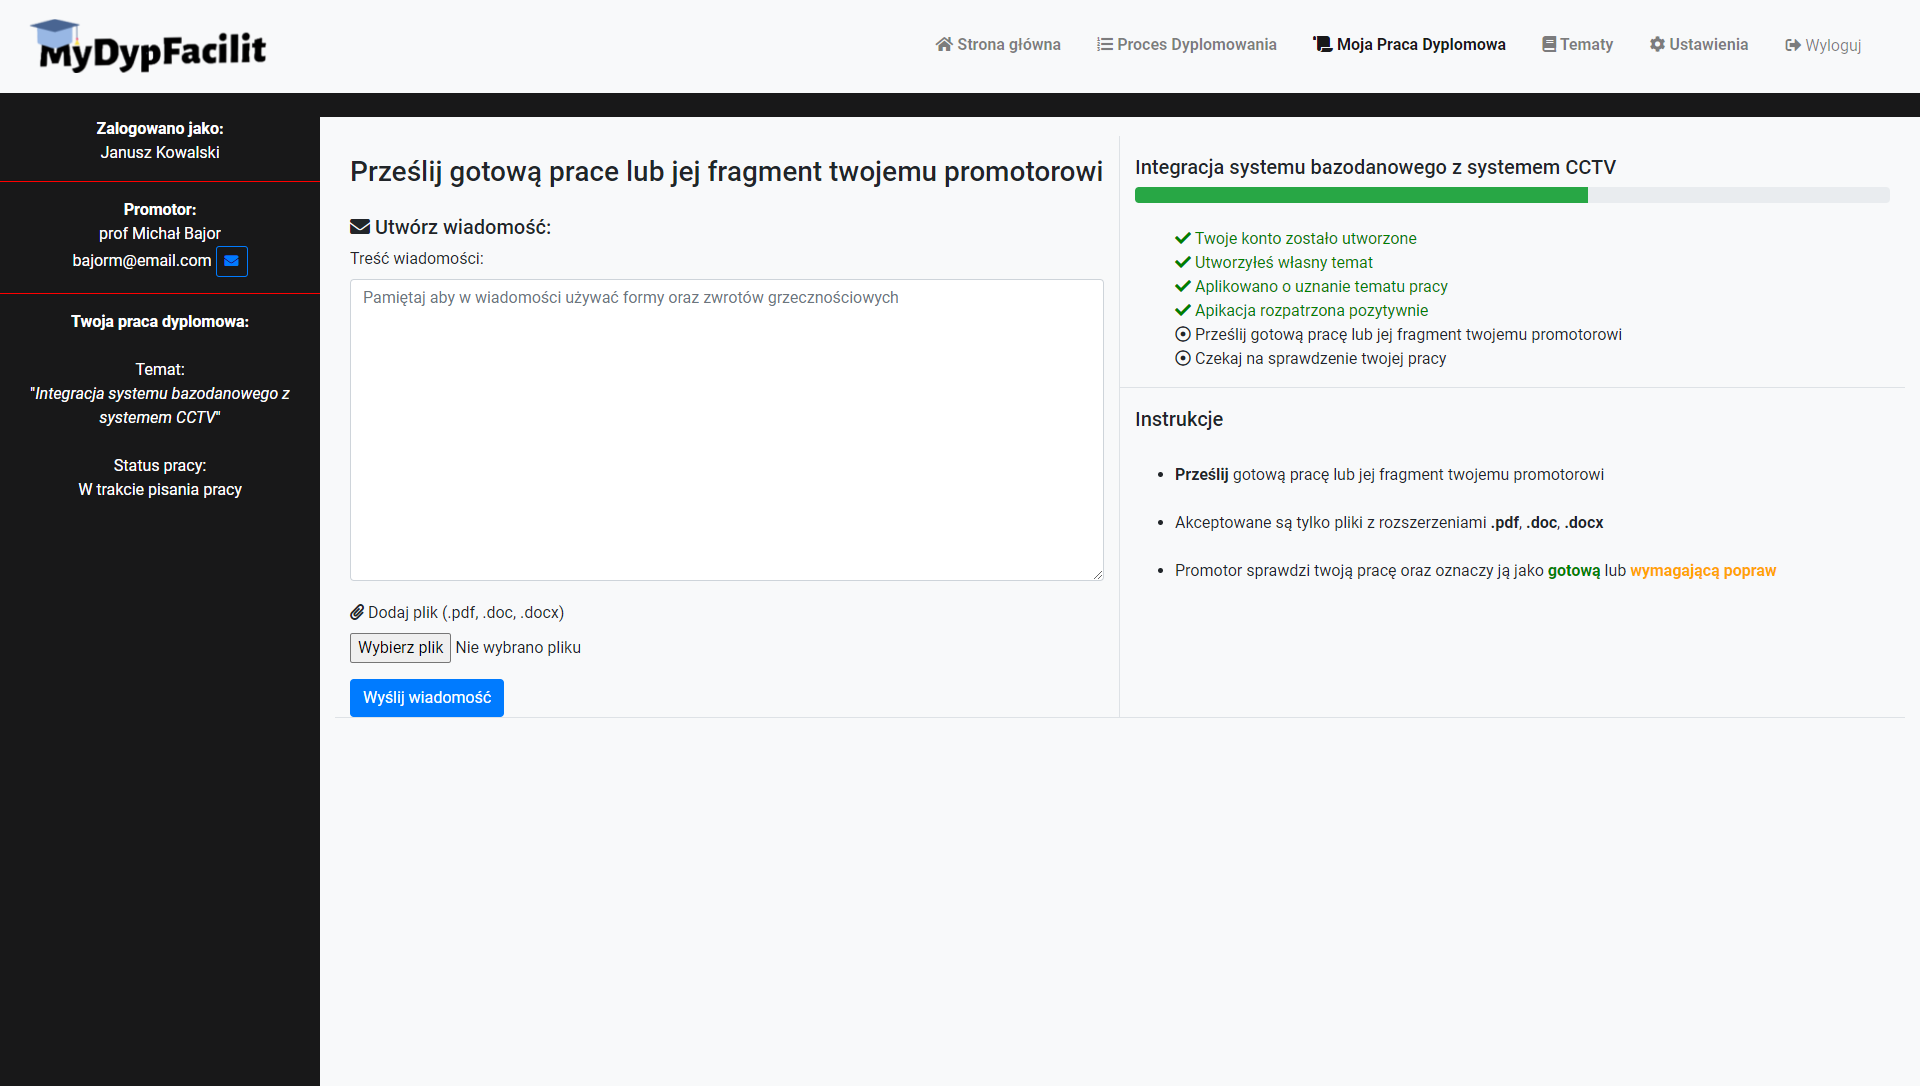 MyDypFacilit
Strona główna
Proces Dyplomowania
Moja Praca Dyplomowa
Tematy
Ustawienia
Wyloguj
Zalogowano jako:
Janusz Kowalski
Promotor:
prof Michał Bajor
bajorm@email.com
Twoja praca dyplomowa:
Temat:
"Integracja systemu bazodanowego z
systemem CCTV"
Status pracy:
W trakcie pisania pracy
Prześlij gotową prace lub jej fragment twojemu promotorowi
Utwórz wiadomość:
Treść wiadomości:
Pamiętaj aby w wiadomości używać formy oraz zwrotów grzecznościowych
Dodaj plik (.pdf, .doc, .docx)
Wybierz plik Nie wybrano pliku
Wyślij wiadomość
Integracja systemu bazodanowego z systemem CCTV
Twoje konto zostało utworzone
Utworzyłeś własny temat
Aplikowano o uznanie tematu pracy
Apikacja rozpatrzona pozytywnie
Prześlij gotową pracę lub jej fragment twojemu promotorowi
Czekaj na sprawdzenie twojej pracy
Instrukcje
Prześlij gotową pracę lub jej fragment twojemu promotorowi
Akceptowane są tylko pliki z rozszerzeniami .pdf, .doc, .docx
Promotor sprawdzi twoją pracę oraz oznaczy ją jako gotową lub wymagającą popraw